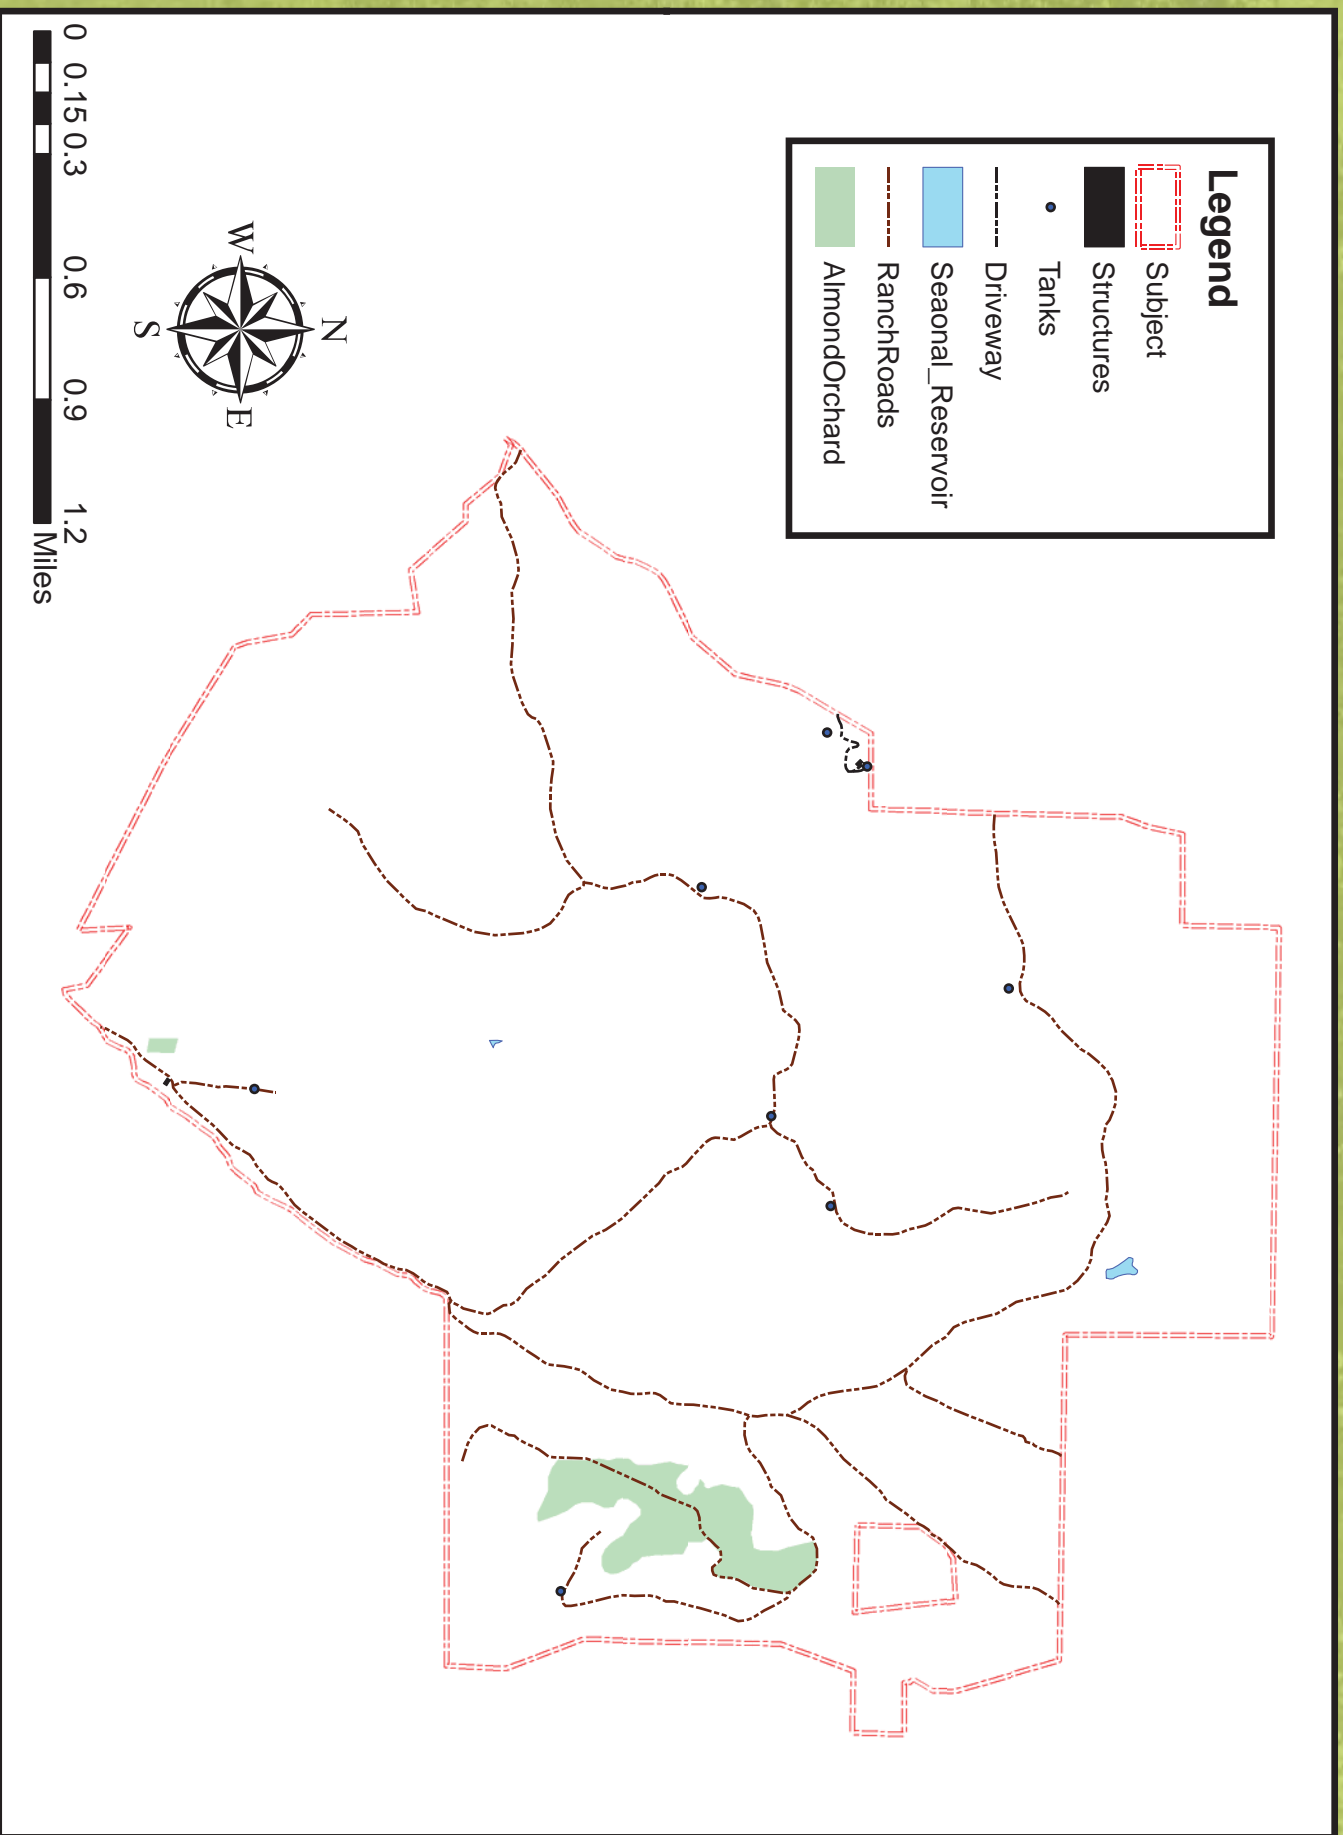 Legend
Subject
Structures
Tanks
Driveway
Seaonal_Reservoir
RanchRoads
AlmondOrchard
N
W
E
S
0 0.15 0.3 0.6 0.9 1.2
Miles